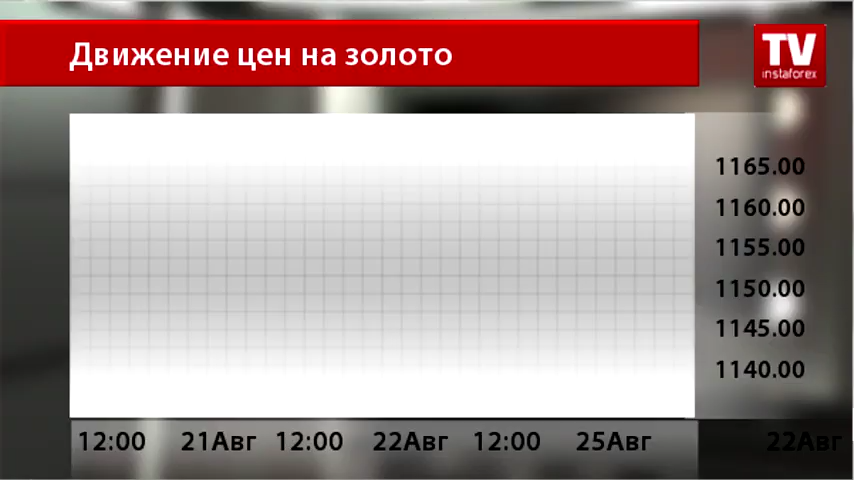 Движение цен на золото
TV
instaforex
1165.00
1160.00
1155.00
1150.00
1145.00
1140.00
12:00 21Авг 12:00 22Авг 12:00 25Авг 22Авг